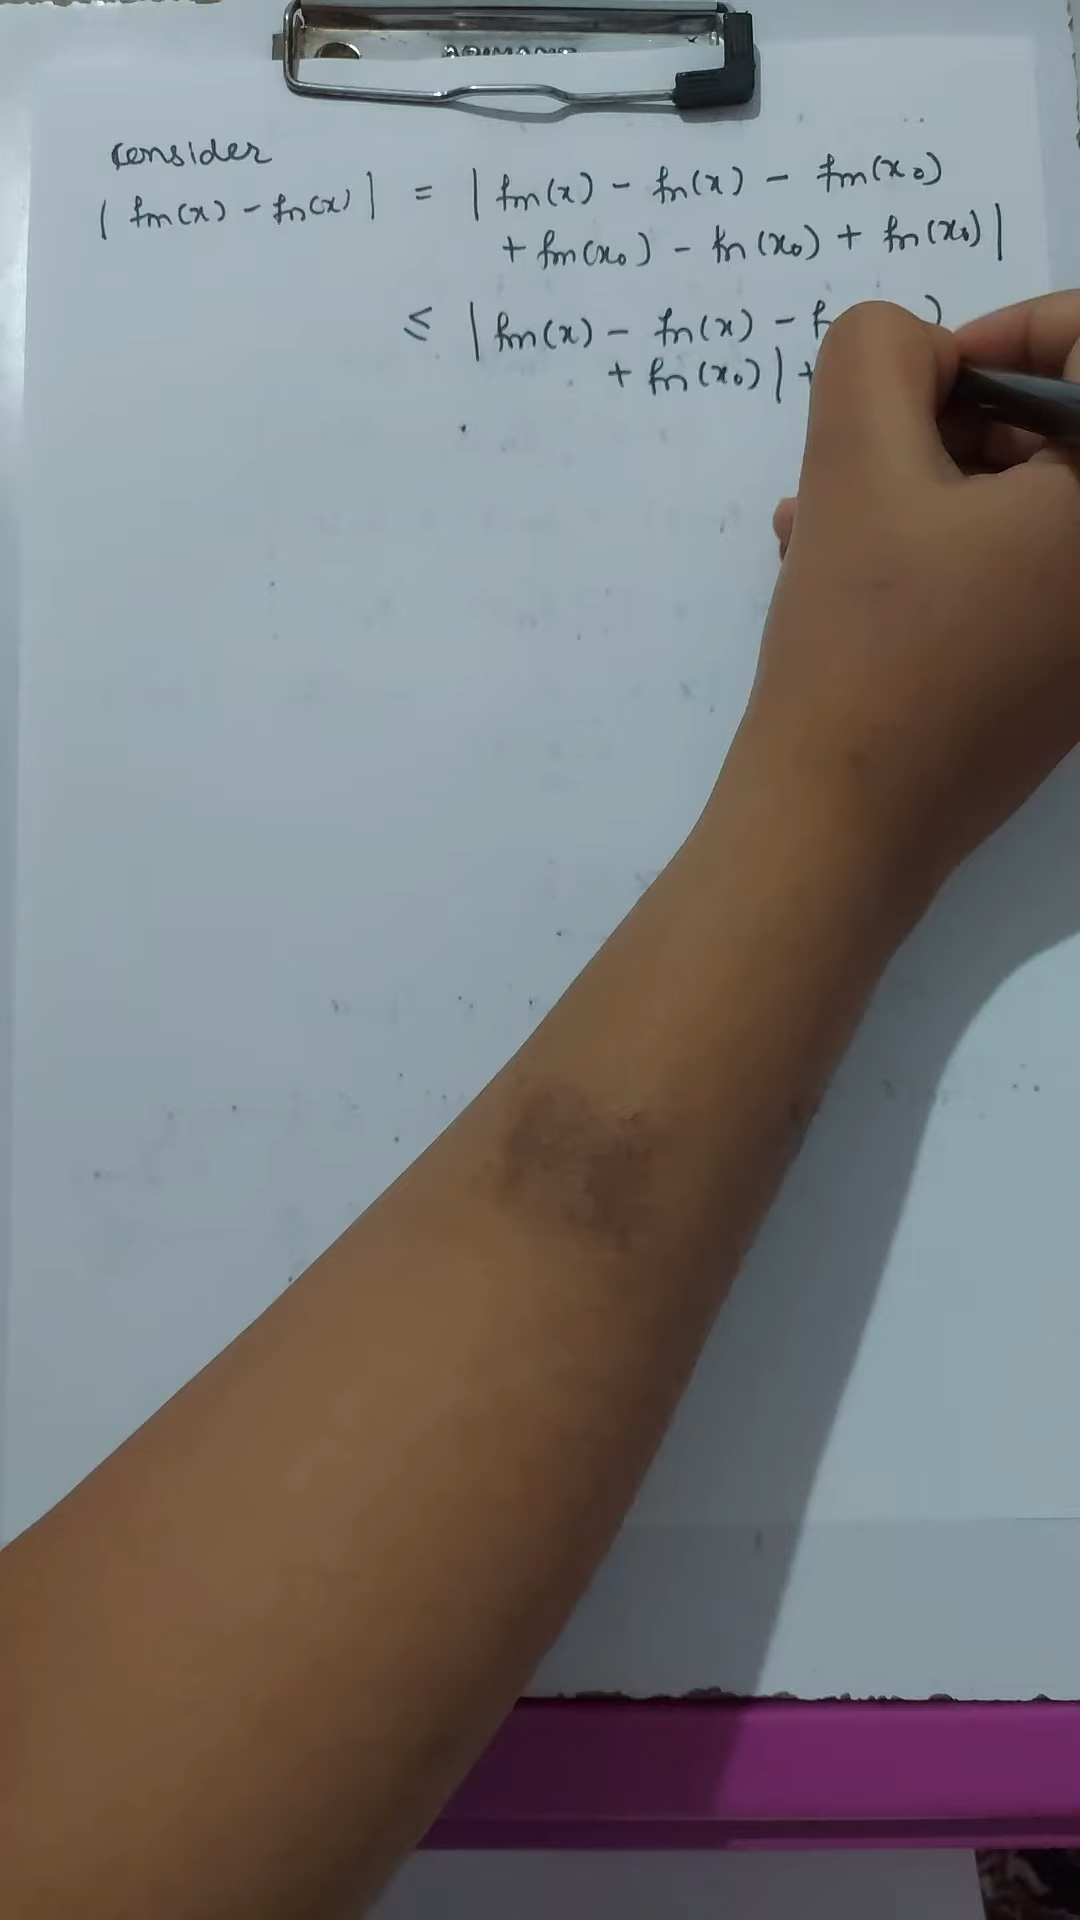 consider
| fm(x) - fn(x) | = | fm(x) - fn(x) - fm(x₀)
+ fm(x₀) - fn(x₀) + fn(x₀) |
≤ | fm(x) - fn(x) - f )
+ fn(x₀) | +